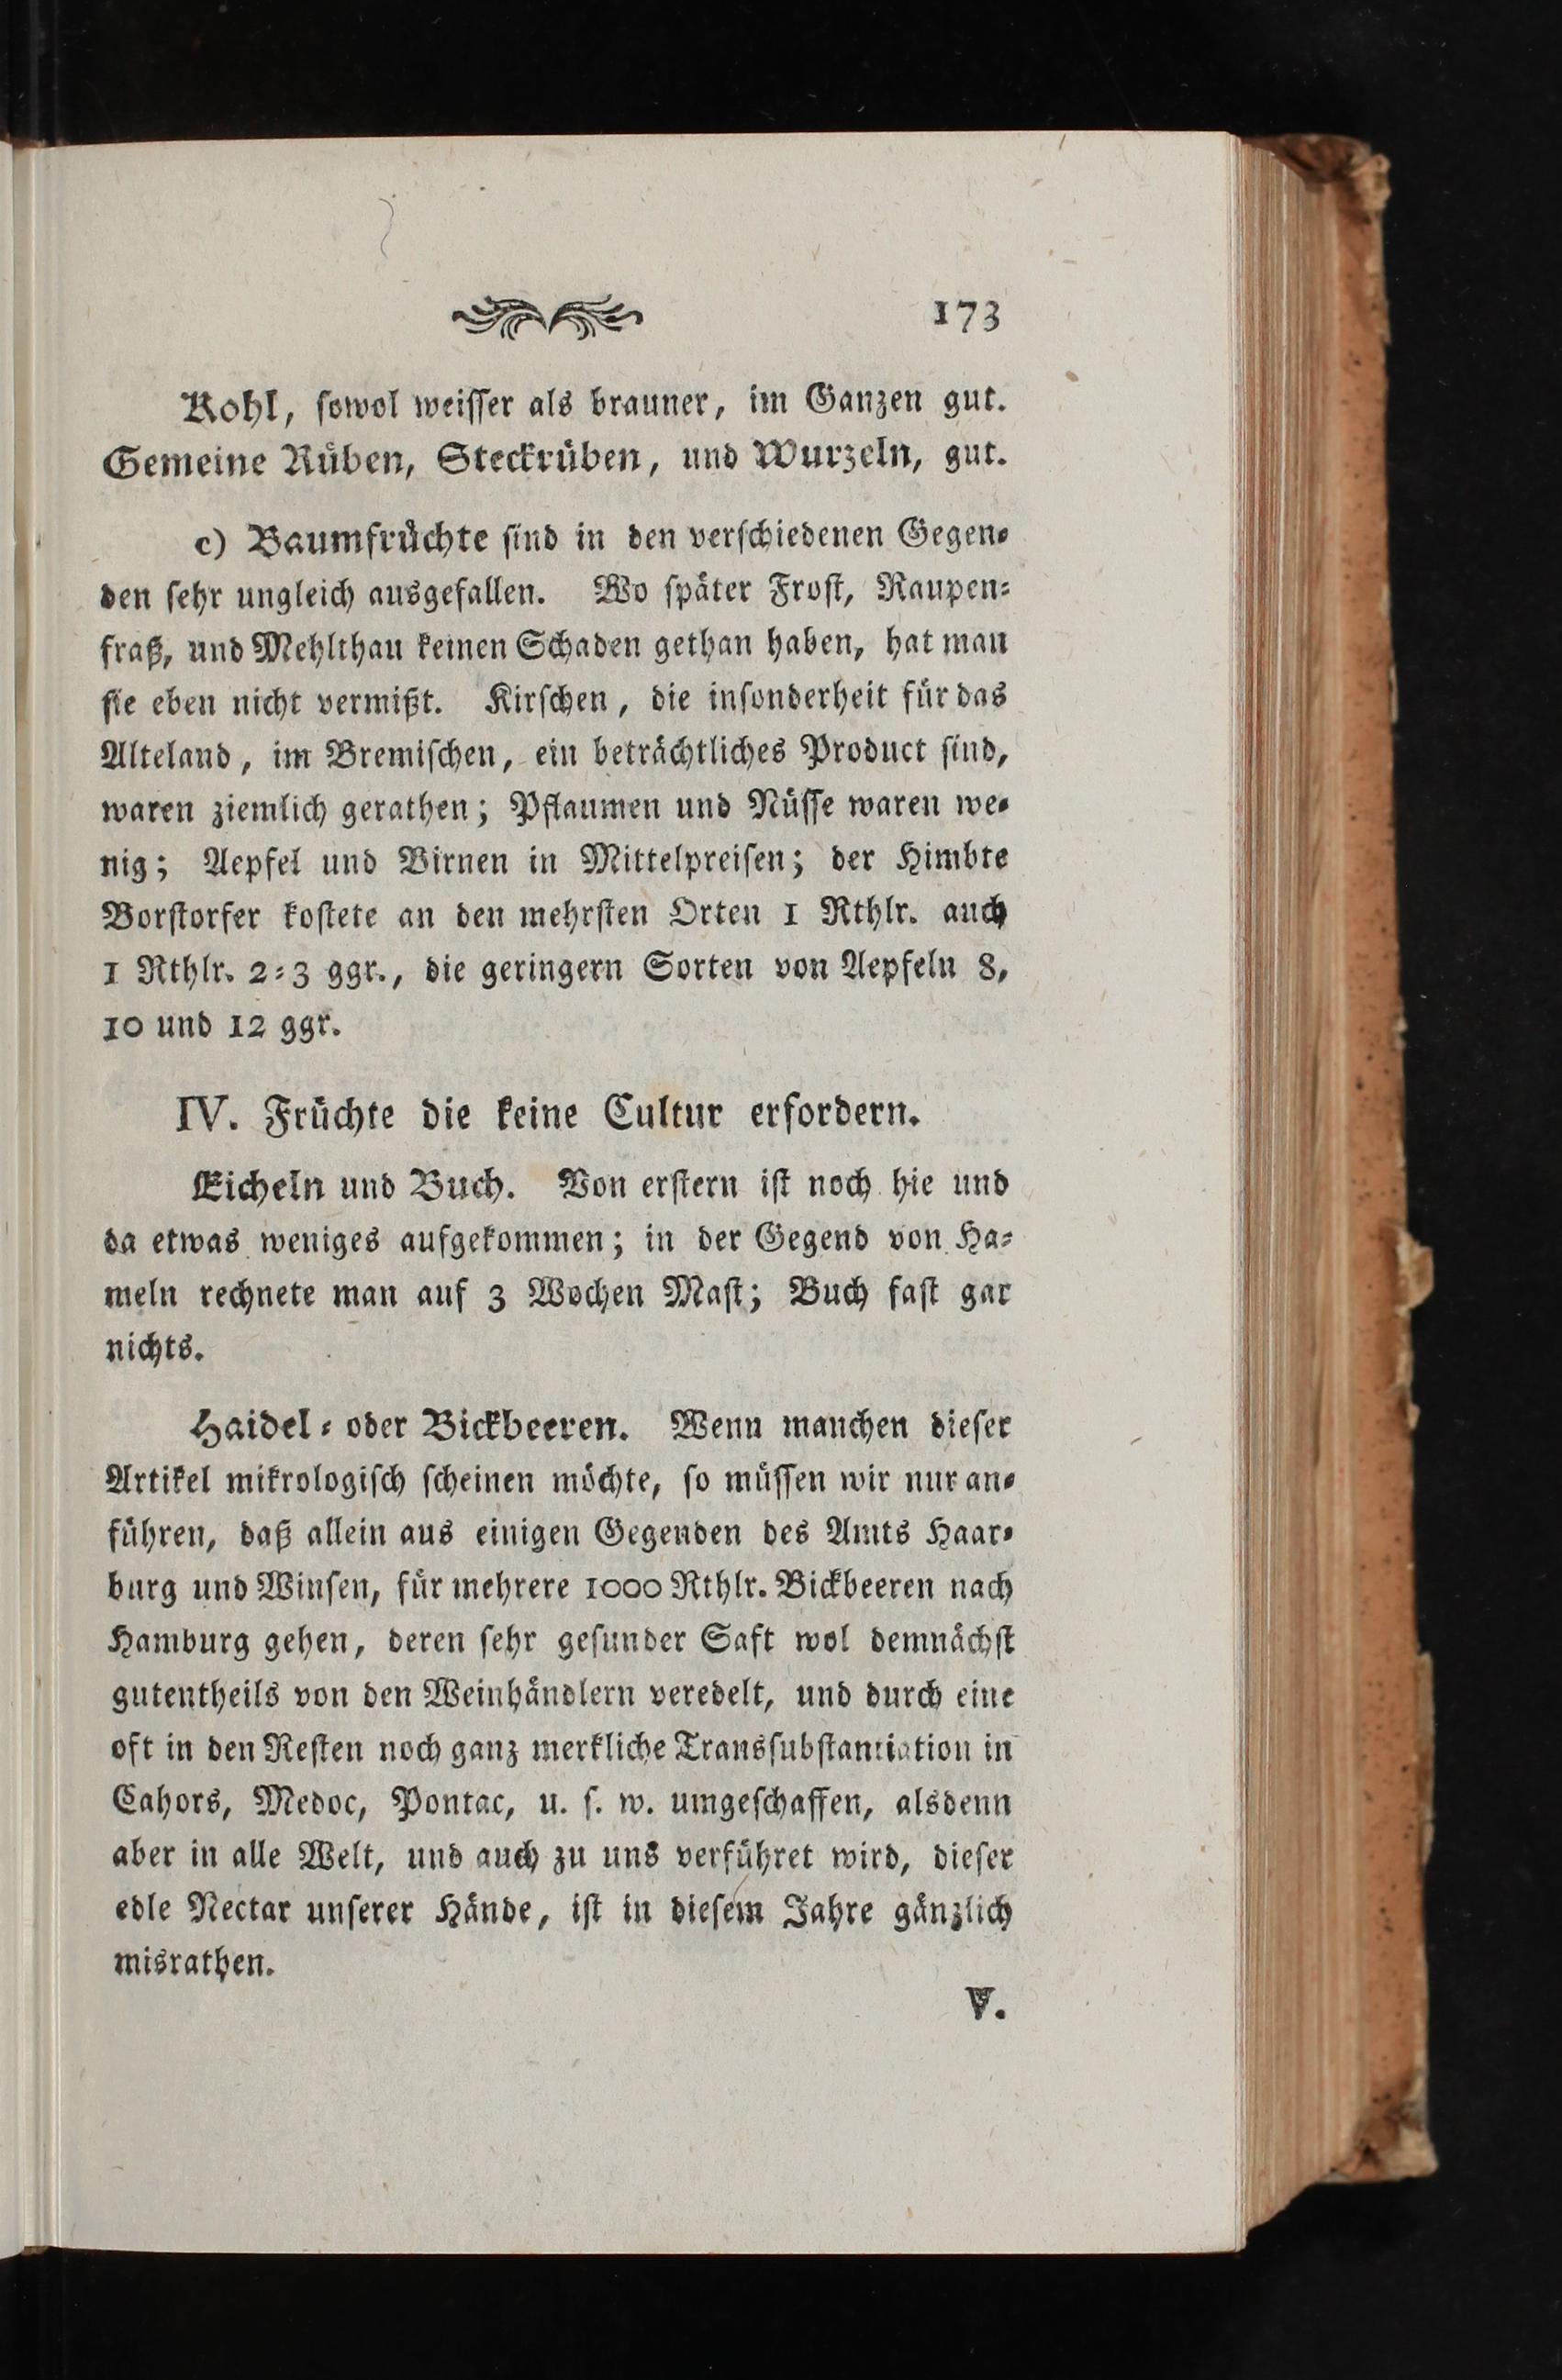 173
Kohl, ſowol weiſſer als brauner, im Ganzen gut.
Gemeine Rüben, Steckrüben, und Wurzeln, gut.
c) Baumfrüchte ſind in den verſchiedenen Gegen⸗
den ſehr ungleich ausgefallen. Wo ſpäter Froſt, Raupen⸗
fraß, und Mehlthau keinen Schaden gethan haben, hat man
ſie eben nicht vermißt. Kirſchen, die inſonderheit für das
Alteland, im Bremiſchen, ein beträchtliches Product ſind,
waren ziemlich gerathen; Pflaumen und Nüſſe waren we⸗
nig; Aepfel und Birnen in Mittelpreiſen; der Himbte
Borſtorfer koſtete an den mehrſten Orten 1 Rthlr. auch
1 Rthlr. 2⸗3 ggr., die geringern Sorten von Aepfeln 8,
10 und 12 ggr.
IV. Früchte die keine Cultur erfordern.
Eicheln und Buch. Von erſtern iſt noch hie und
da etwas weniges aufgekommen; in der Gegend von Ha⸗
meln rechnete man auf 3 Wochen Maſt; Buch faſt gar
nichts.
Haidel⸗ oder Bickbeeren. Wenn manchen dieſer
Artikel mikrologiſch ſcheinen möchte, ſo müſſen wir nur an⸗
führen, daß allein aus einigen Gegenden des Amts Haar⸗
burg und Winſen, für mehrere 1000 Rthlr. Bickbeeren nach
Hamburg gehen, deren ſehr geſunder Saft wol demnächſt
gutentheils von den Weinhändlern veredelt, und durch eine
oft in den Reſten noch ganz merkliche Transſubſtantiation in
Cahors, Medoc, Pontac, u. ſ. w. umgeſchaffen, alsdenn
aber in alle Welt, und auch zu uns verführet wird, dieſer
edle Nectar unſerer Hände, iſt in dieſem Jahre gänzlich
misrathen.
V.